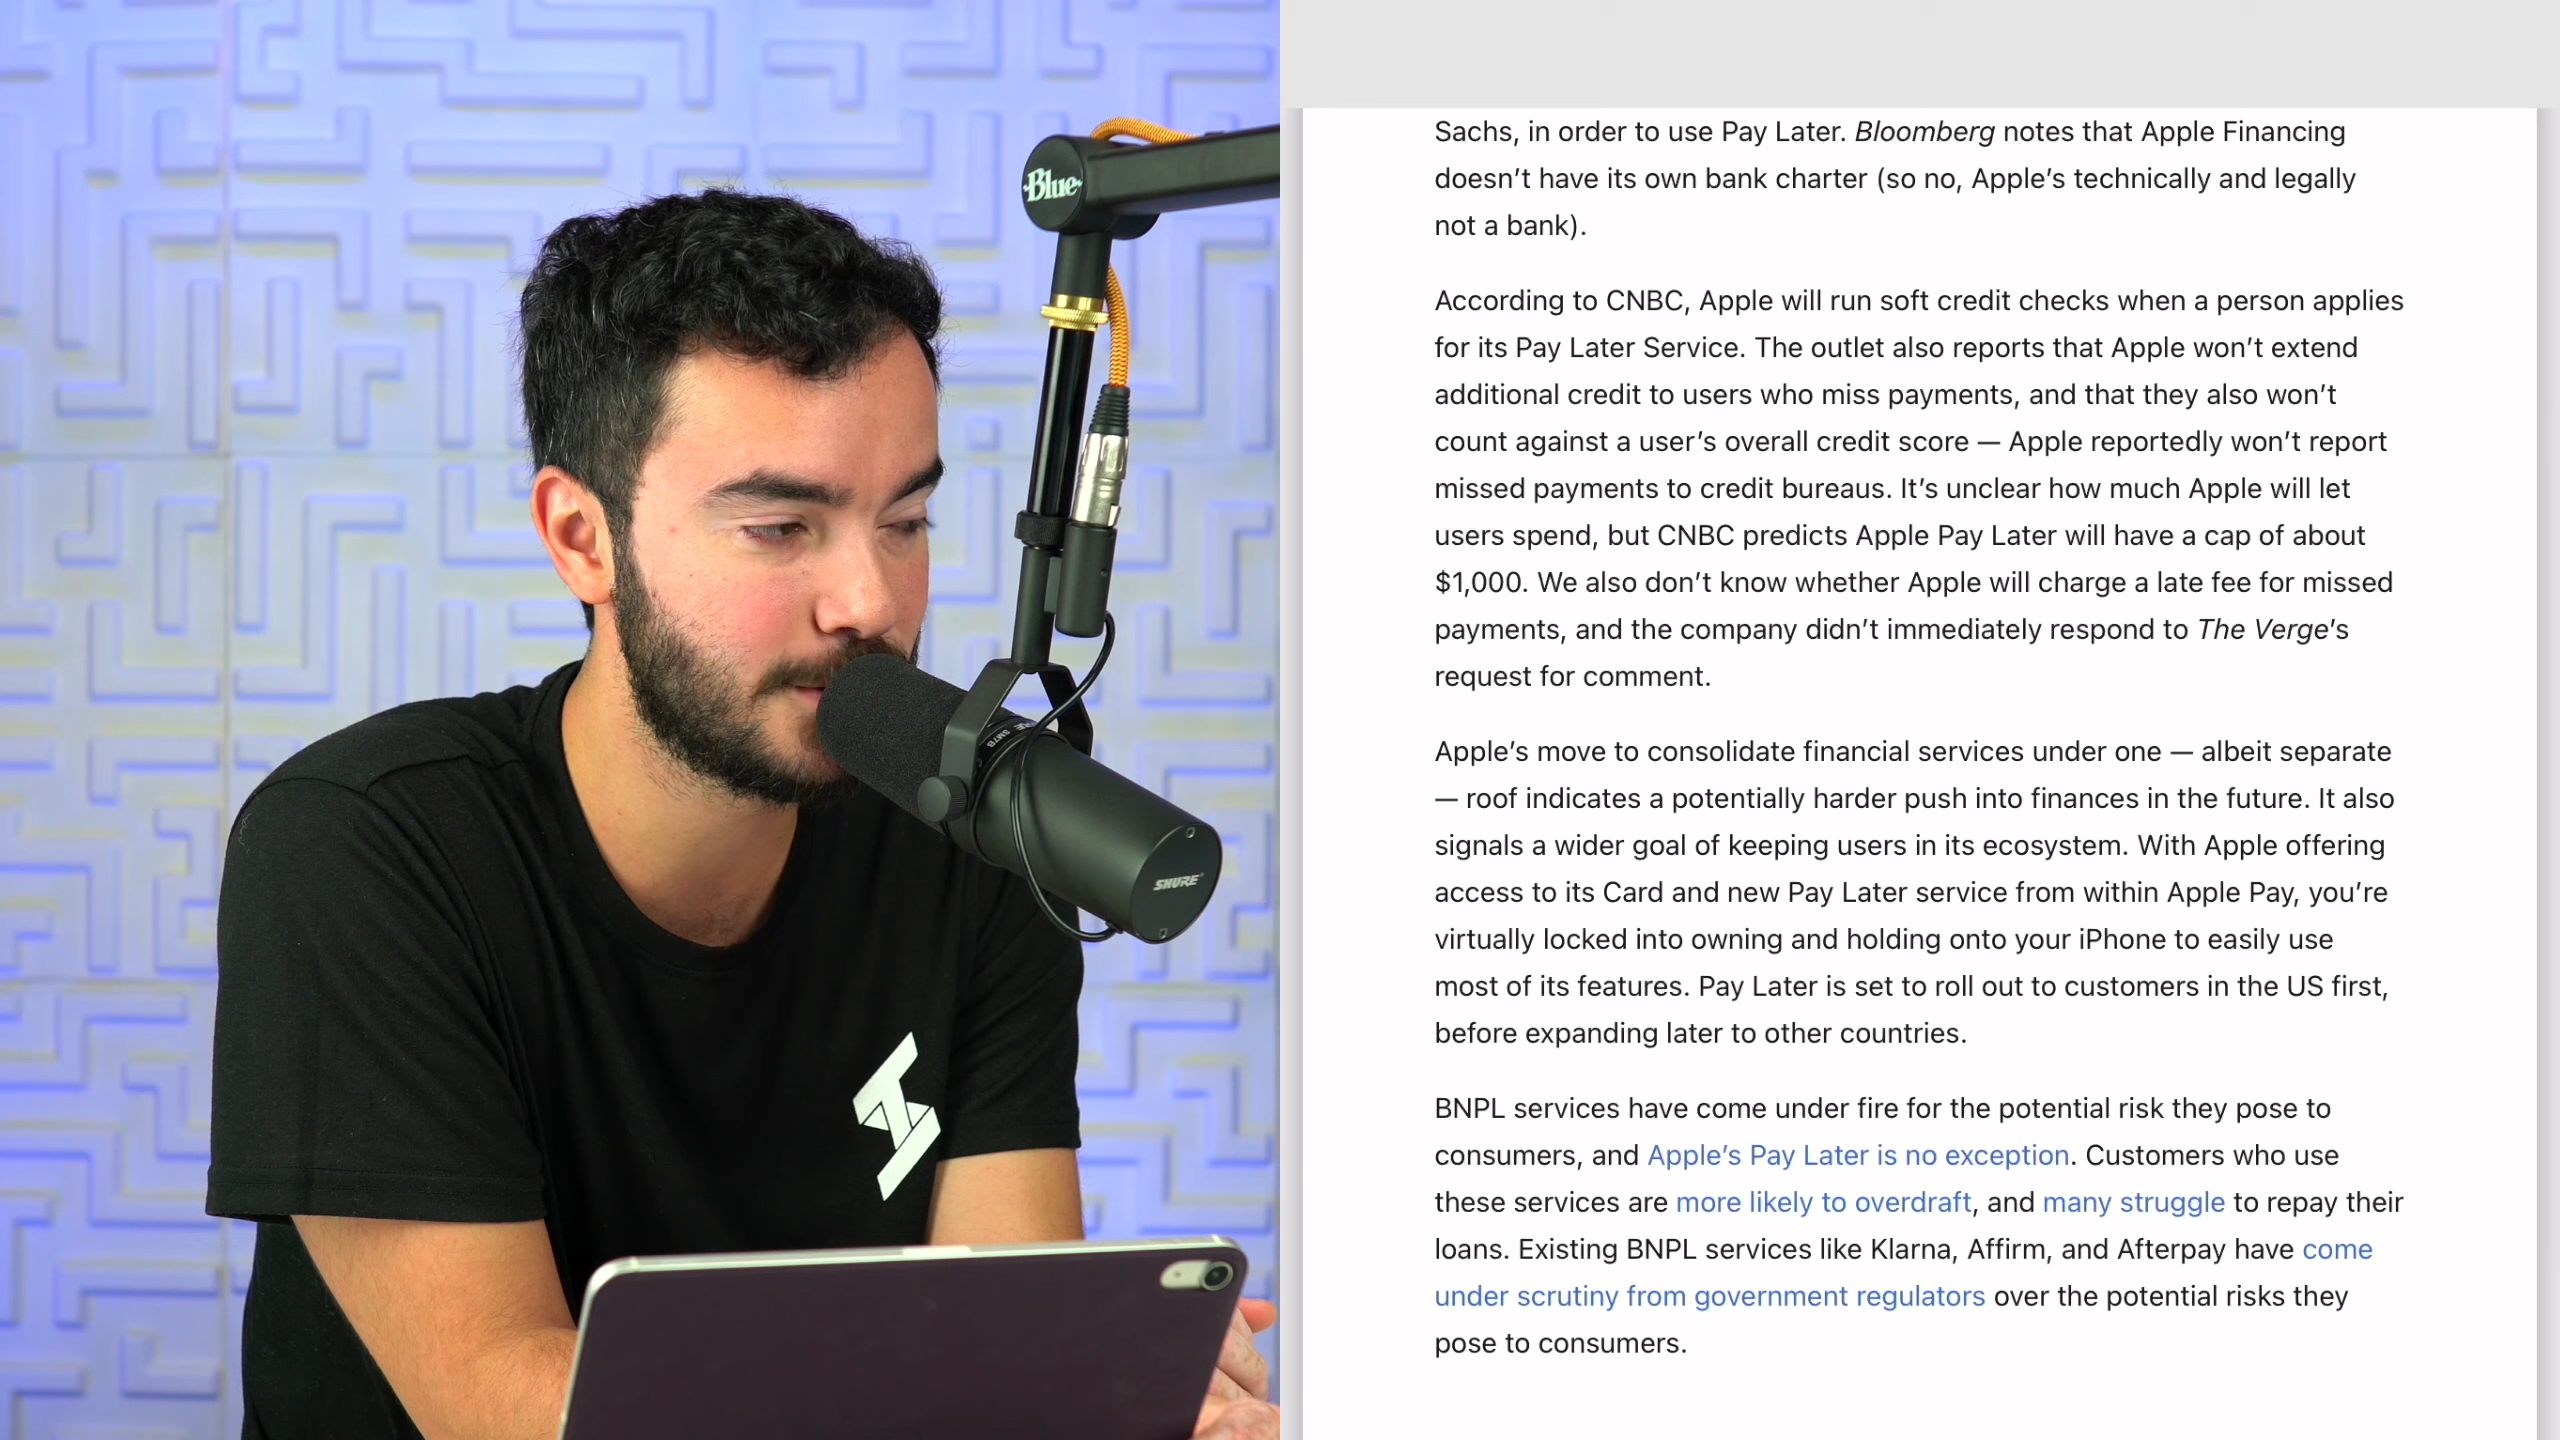 Blue
SM7B
SHURE
Sachs, in order to use Pay Later. Bloomberg notes that Apple Financing
doesn’t have its own bank charter (so no, Apple’s technically and legally
not a bank).
According to CNBC, Apple will run soft credit checks when a person applies
for its Pay Later Service. The outlet also reports that Apple won’t extend
additional credit to users who miss payments, and that they also won’t
count against a user’s overall credit score — Apple reportedly won’t report
missed payments to credit bureaus. It’s unclear how much Apple will let
users spend, but CNBC predicts Apple Pay Later will have a cap of about
$1,000. We also don’t know whether Apple will charge a late fee for missed
payments, and the company didn’t immediately respond to The Verge’s
request for comment.
Apple’s move to consolidate financial services under one — albeit separate
— roof indicates a potentially harder push into finances in the future. It also
signals a wider goal of keeping users in its ecosystem. With Apple offering
access to its Card and new Pay Later service from within Apple Pay, you’re
virtually locked into owning and holding onto your iPhone to easily use
most of its features. Pay Later is set to roll out to customers in the US first,
before expanding later to other countries.
BNPL services have come under fire for the potential risk they pose to
consumers, and Apple’s Pay Later is no exception. Customers who use
these services are more likely to overdraft, and many struggle to repay their
loans. Existing BNPL services like Klarna, Affirm, and Afterpay have come
under scrutiny from government regulators over the potential risks they
pose to consumers.